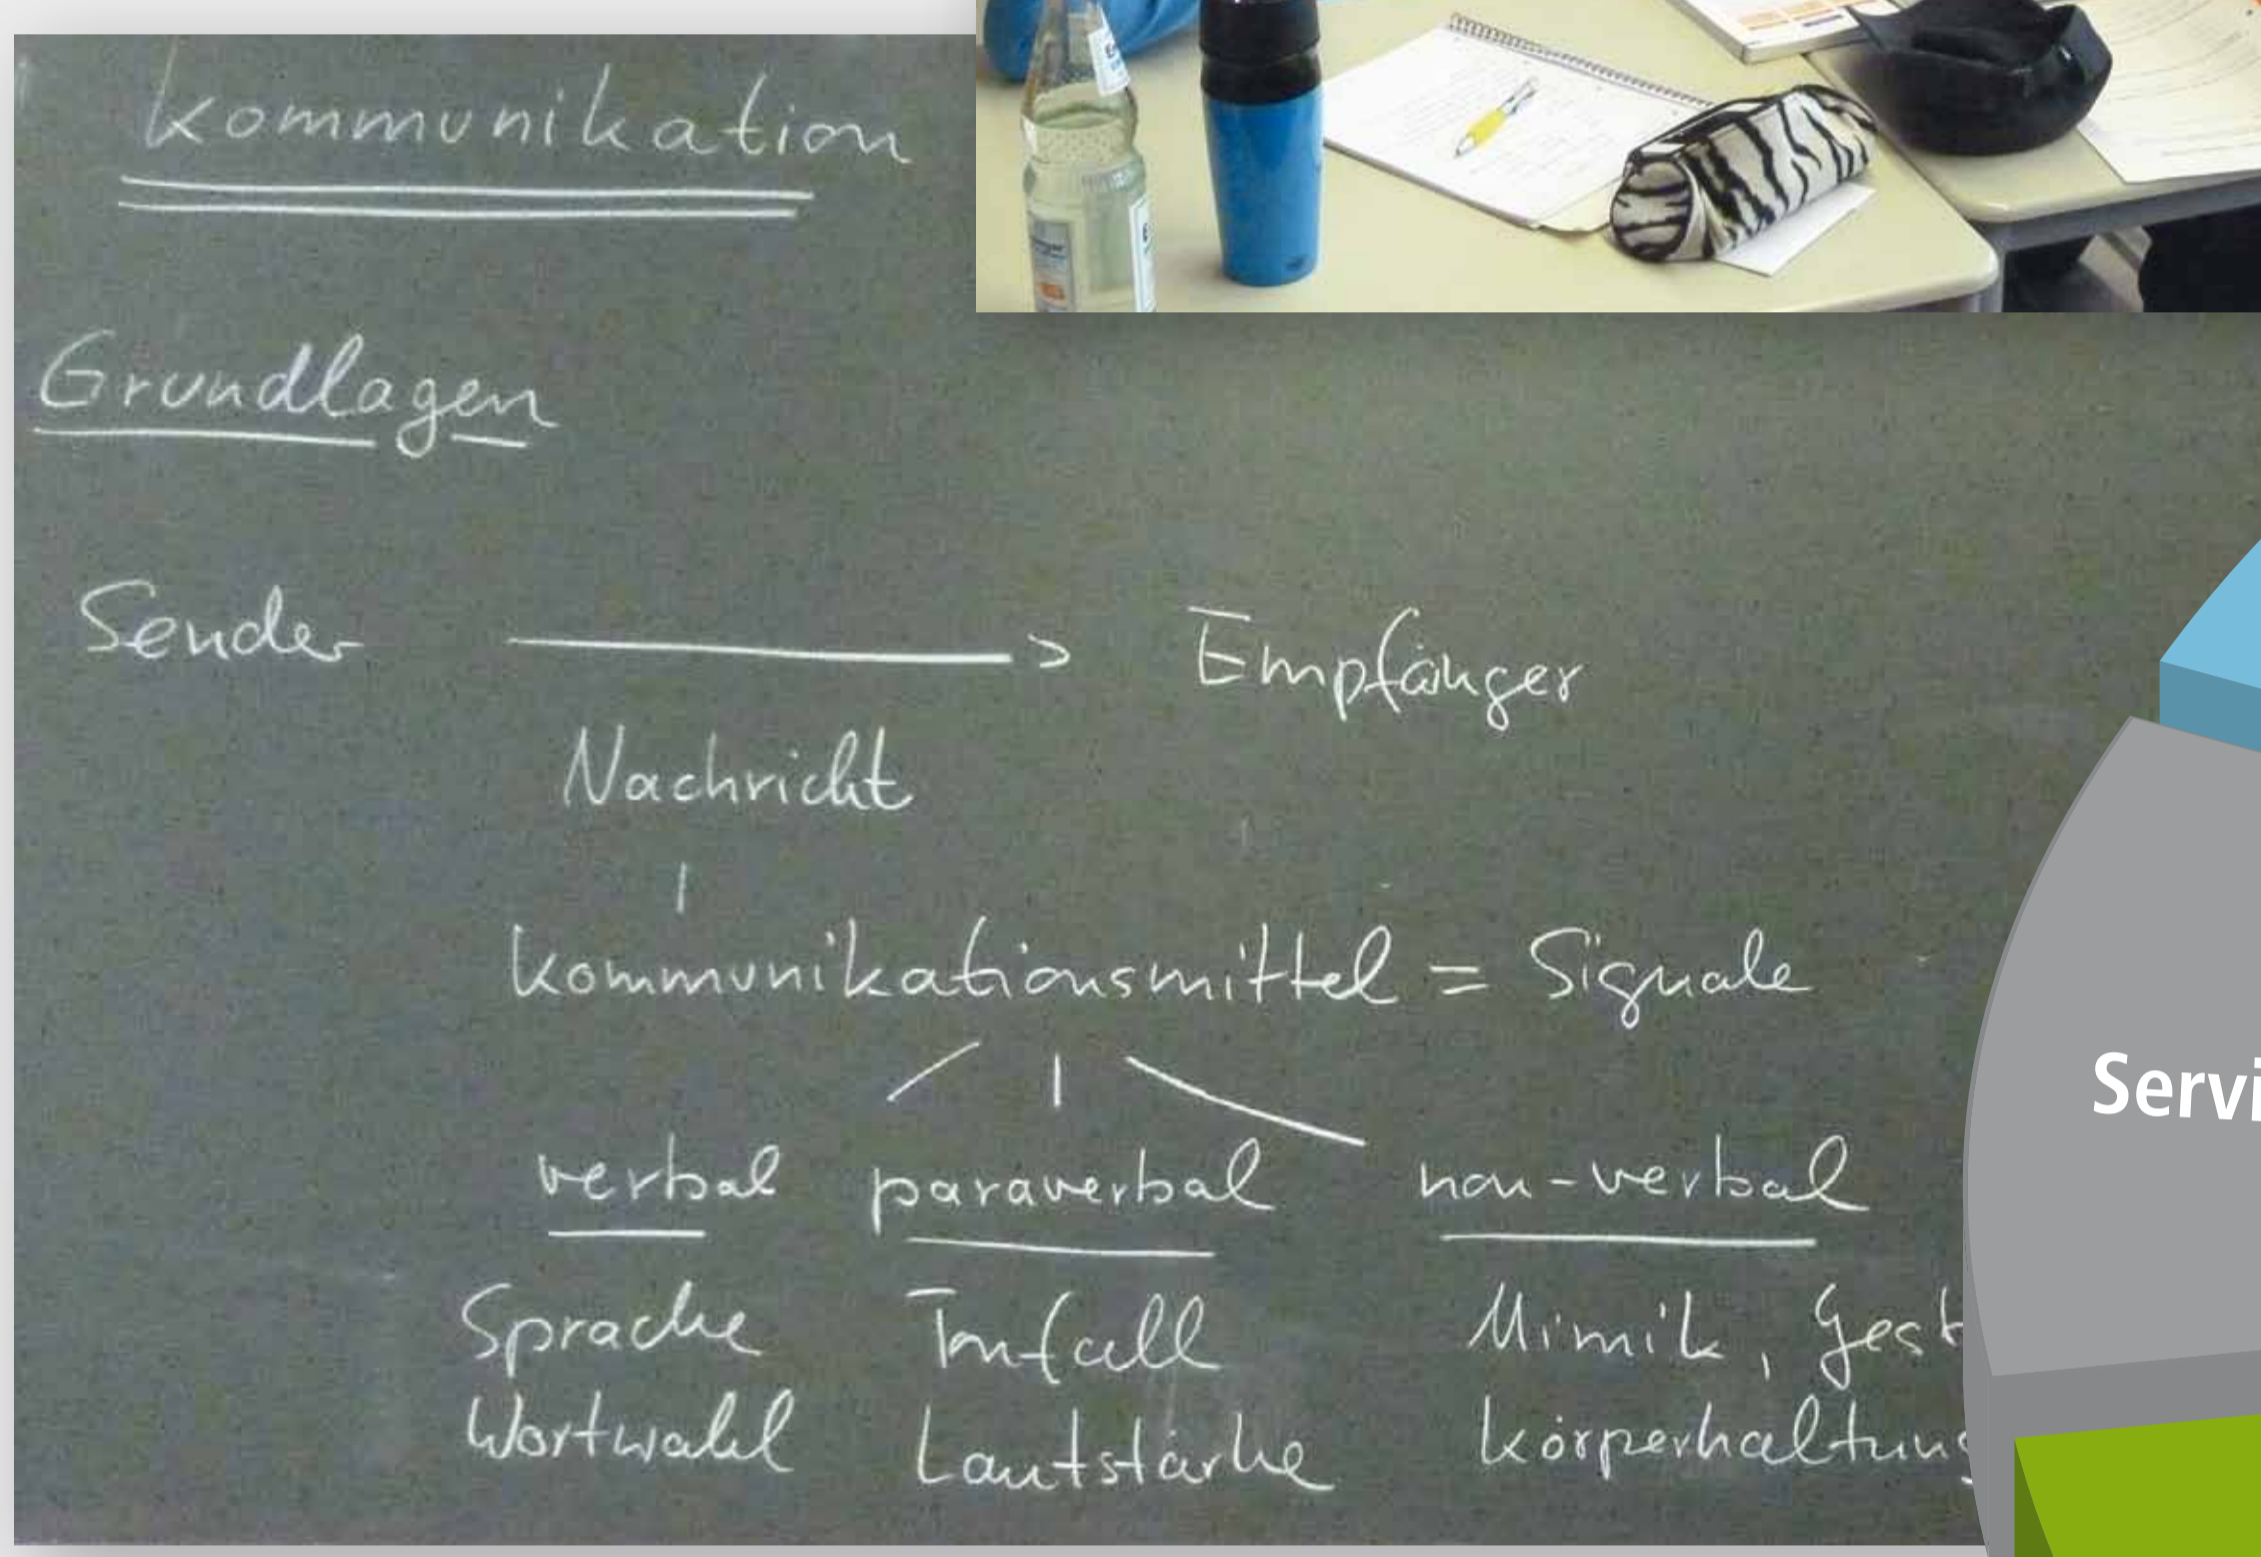 Kommunikation
Grundlagen
Sender → Empfänger
Nachricht
Kommunikationsmittel = Signale
verbal paraverbal non-verbal
Sprache Tonfall Mimik, Gest
Wortwahl Lautstärke Körperhaltung
Servi